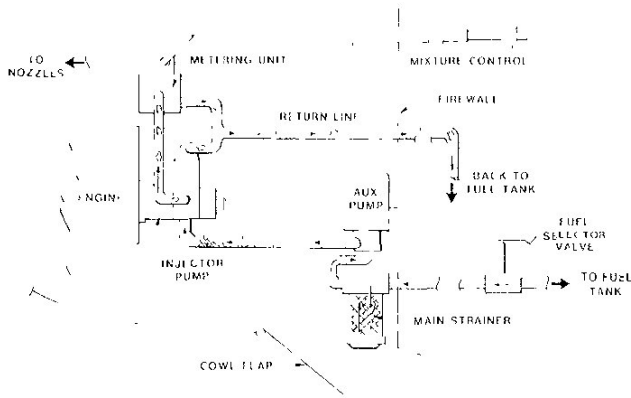 TO
NOZZLES
METERING UNIT
MIXTURE CONTROL
FIREWALL
RETURN LINE
ENGINE
AUX
PUMP
BACK TO
FUEL TANK
FUEL
SELECTOR
VALVE
INJECTOR
PUMP
TO FUEL
TANK
MAIN STRAINER
COWL FLAP